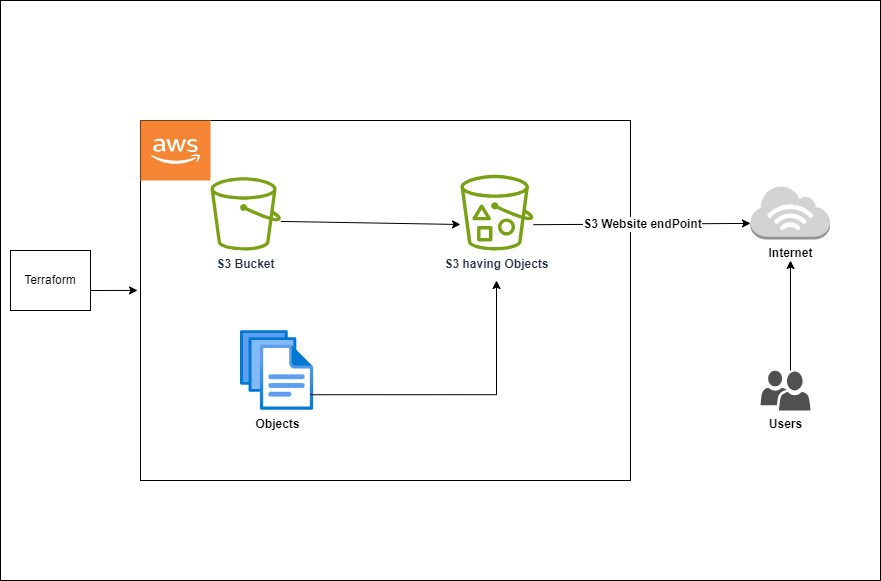 aws
S3 Website endPoint
S3 Bucket
S3 having Objects
Internet
Terraform
Objects
Users